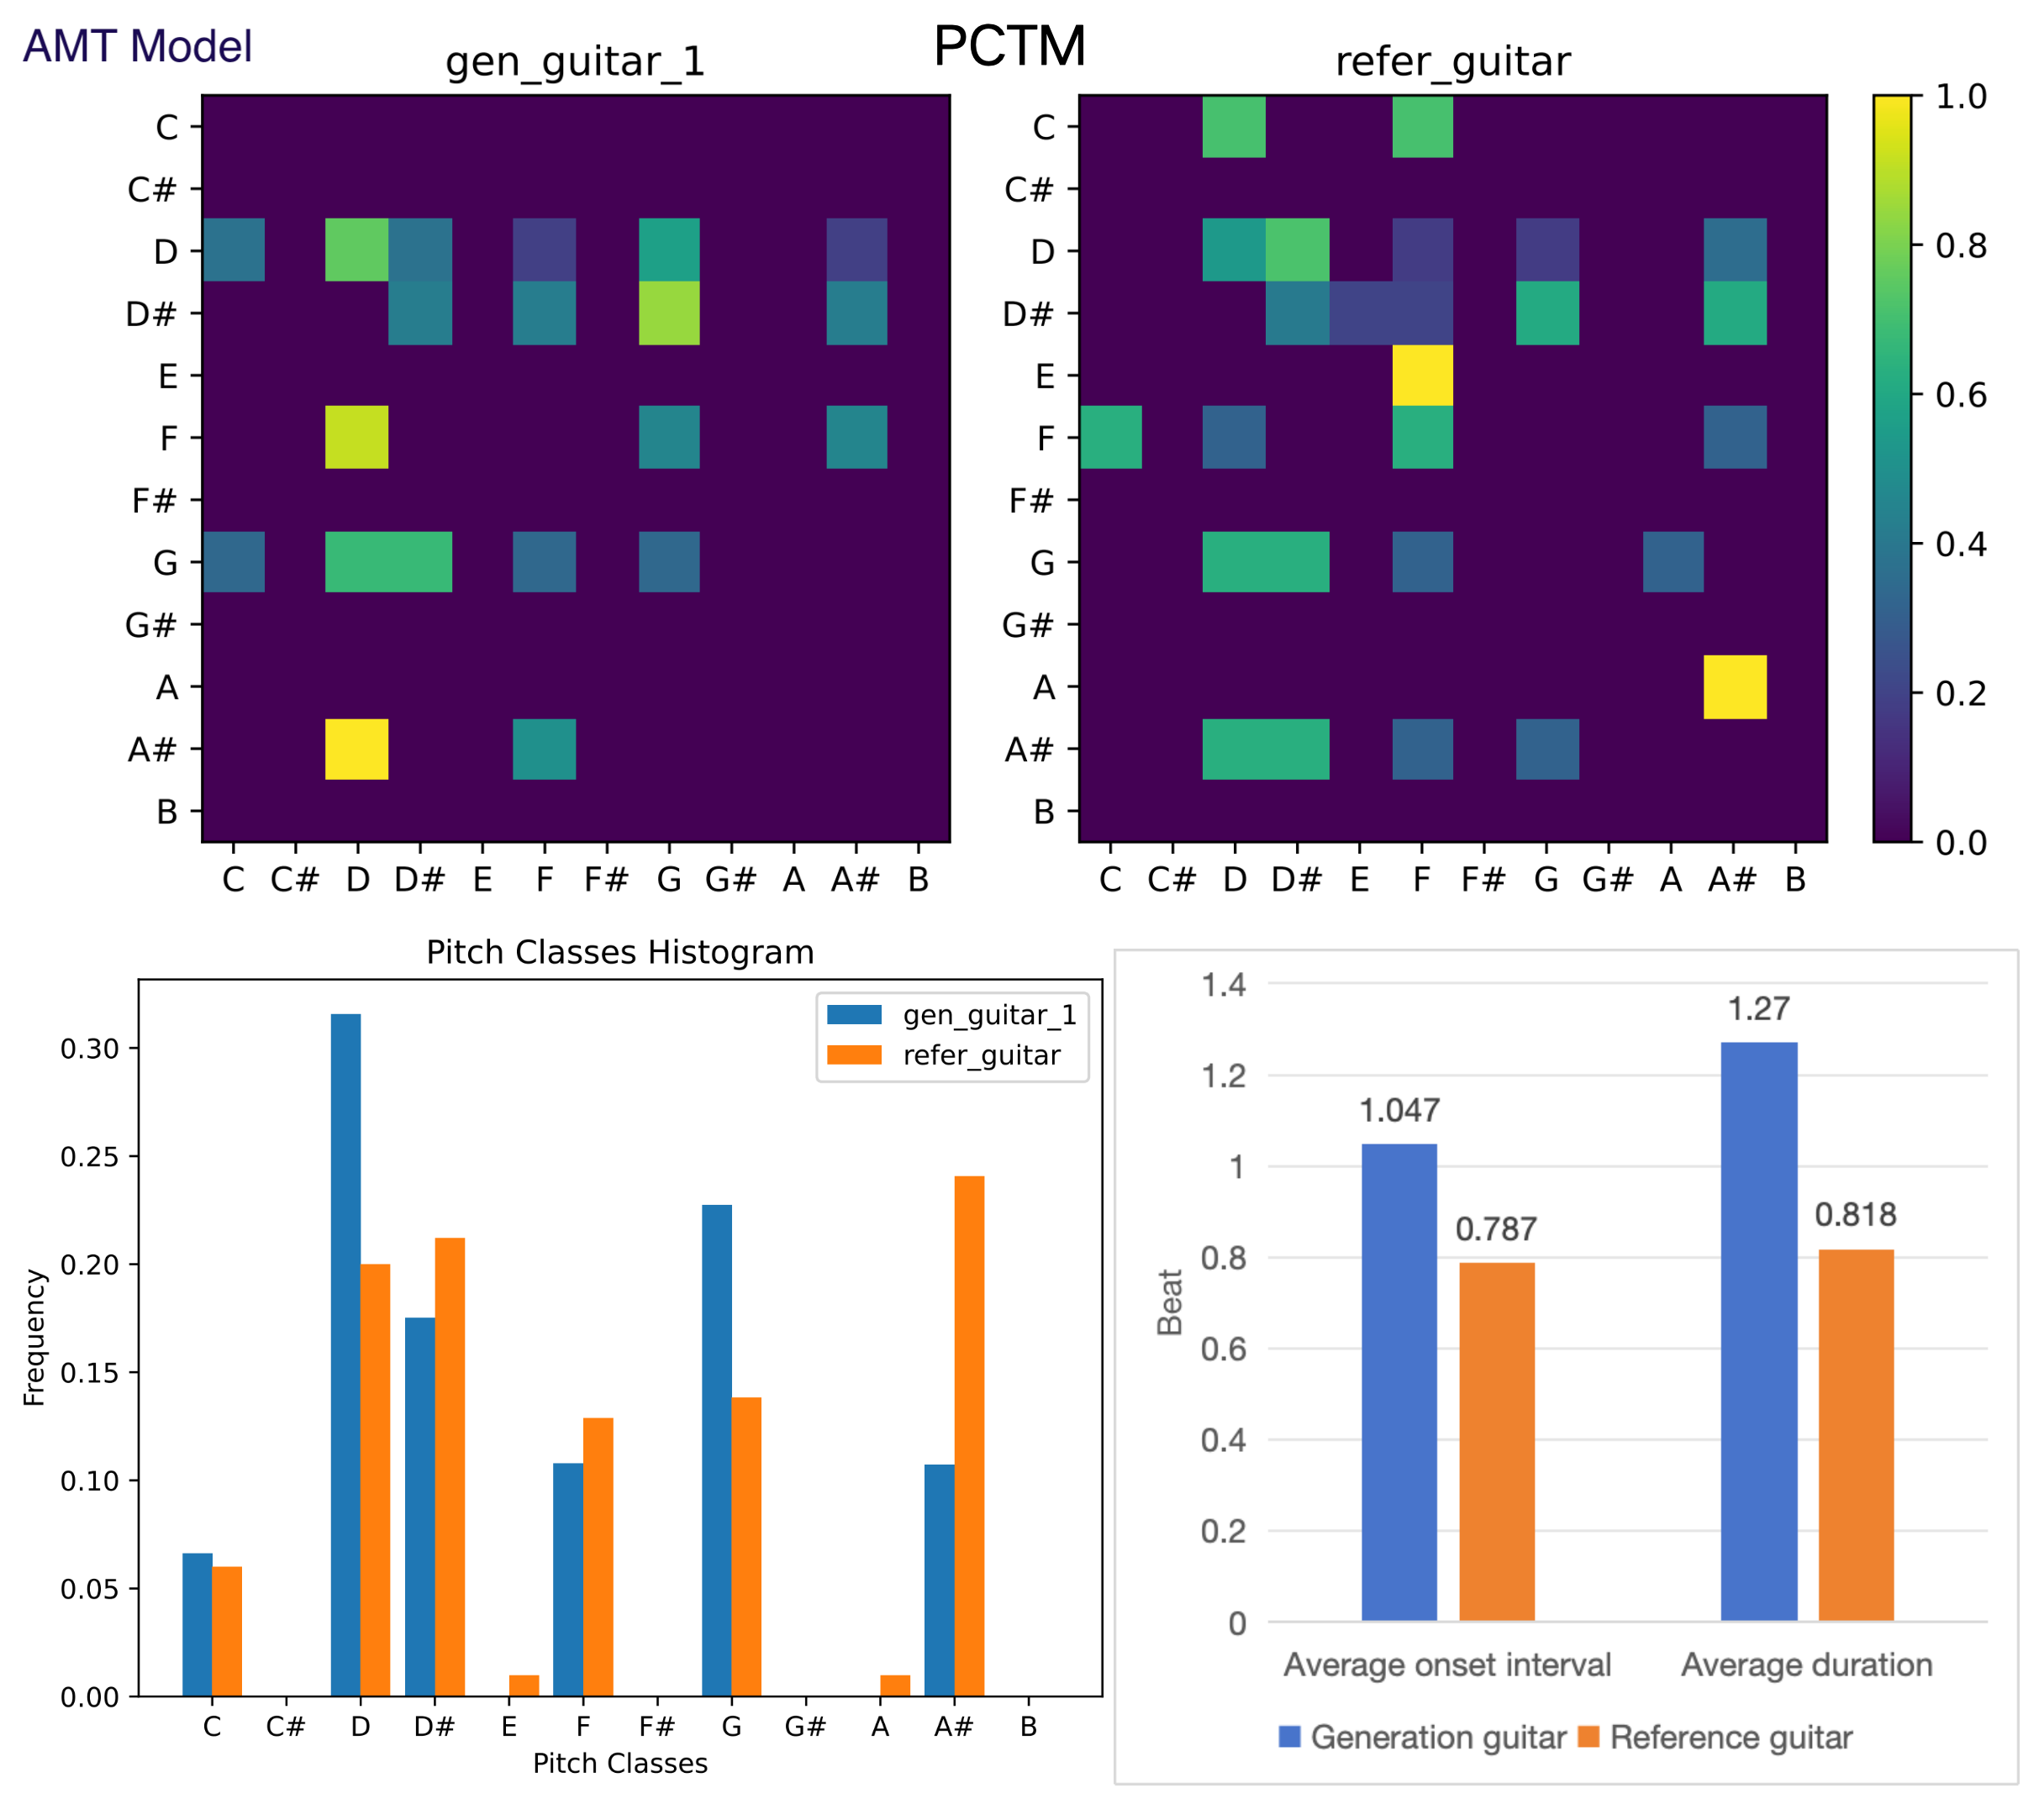 AMT Model
PCTM
gen_guitar_1
refer_guitar
C
C#
D
D#
E
F
F#
G
G#
A
A#
B
C C# D D# E F F# G G# A A# B
C
C#
D
D#
E
F
F#
G
G#
A
A#
B
C C# D D# E F F# G G# A A# B
1.0
0.8
0.6
0.4
0.2
0.0
Pitch Classes Histogram
gen_guitar_1
refer_guitar
Frequency
0.30
0.25
0.20
0.15
0.10
0.05
0.00
C C# D D# E F F# G G# A A# B
Pitch Classes
Beat
1.4
1.2
1
0.8
0.6
0.4
0.2
0
1.047
0.787
1.27
0.818
Average onset interval
Average duration
Generation guitar
Reference guitar